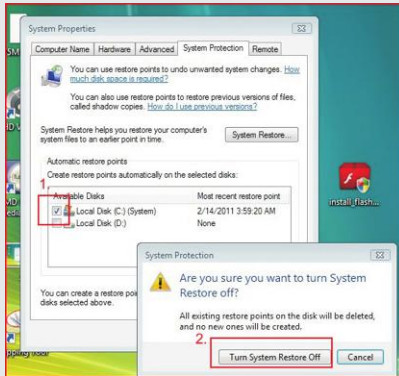 System Properties
Computer Name Hardware Advanced System Protection Remote
You can use restore points to undo unwanted system changes. How
much disk space is required?
You can also use restore points to restore previous versions of files,
called shadow copies. How do I use previous versions?
System Restore helps you restore your computer's
system files to an earlier point in time.
System Restore...
Automatic restore points
Create restore points automatically on the selected disks:
1.
Available Disks Most recent restore point
Local Disk (C:) (System) 2/14/2011 3:59:20 AM
Local Disk (D:) None
You can create a restore poi
disks selected above.
install_flash...
System Protection
Are you sure you want to turn System
Restore off?
All existing restore points on the disk will be deleted,
and no new ones will be created.
2.
Turn System Restore Off Cancel